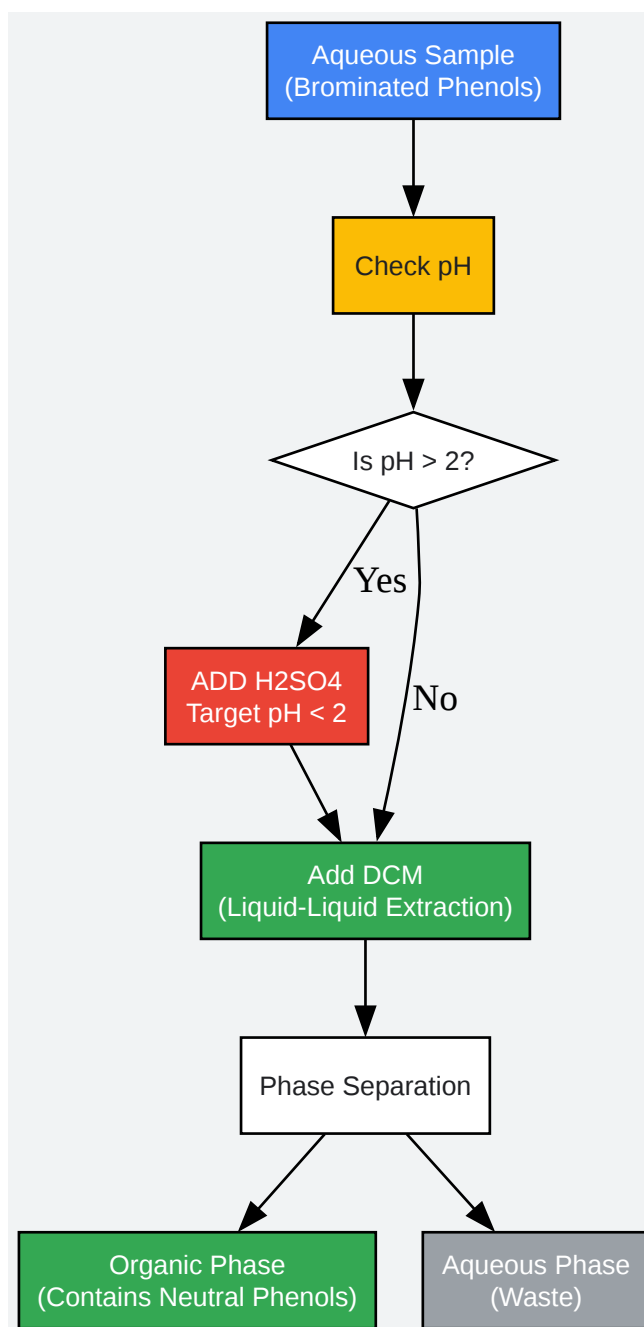 Aqueous Sample
(Brominated Phenols)
Check pH
Is pH > 2?
Yes
ADD H2SO4
Target pH < 2
No
Add DCM
(Liquid-Liquid Extraction)
Phase Separation
Organic Phase
(Contains Neutral Phenols)
Aqueous Phase
(Waste)